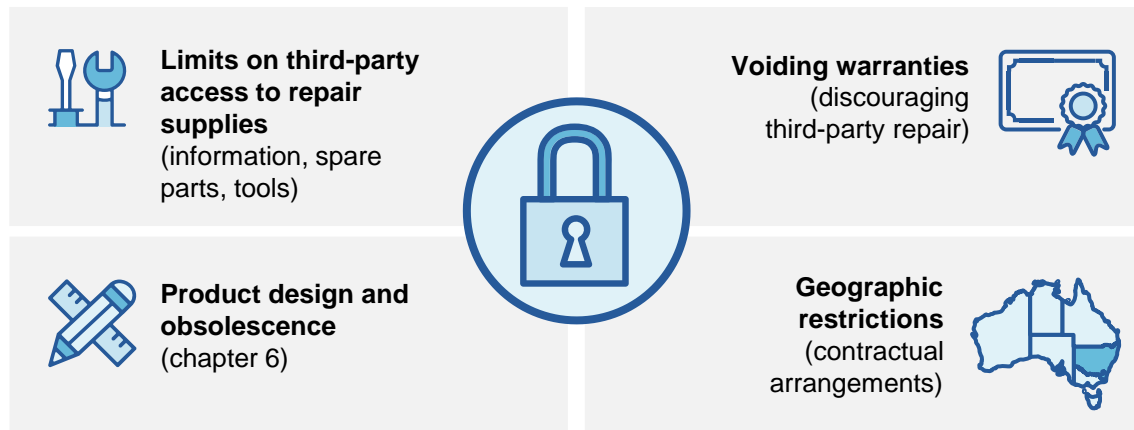 Limits on third-party
access to repair
supplies
(information, spare
parts, tools)
Voiding warranties
(discouraging
third-party repair)
Product design and
obsolescence
(chapter 6)
Geographic
restrictions
(contractual
arrangements)